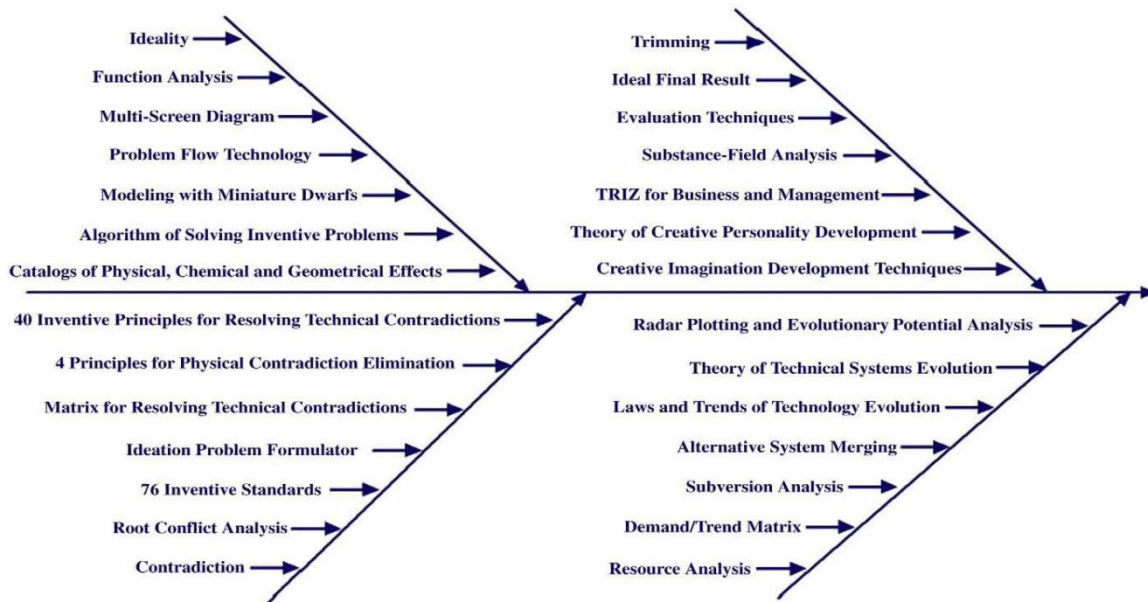 Ideality
Function Analysis
Multi-Screen Diagram
Problem Flow Technology
Modeling with Miniature Dwarfs
Algorithm of Solving Inventive Problems
Catalogs of Physical, Chemical and Geometrical Effects
Trimming
Ideal Final Result
Evaluation Techniques
Substance-Field Analysis
TRIZ for Business and Management
Theory of Creative Personality Development
Creative Imagination Development Techniques
40 Inventive Principles for Resolving Technical Contradictions
4 Principles for Physical Contradiction Elimination
Matrix for Resolving Technical Contradictions
Ideation Problem Formulator
76 Inventive Standards
Root Conflict Analysis
Contradiction
Radar Plotting and Evolutionary Potential Analysis
Theory of Technical Systems Evolution
Laws and Trends of Technology Evolution
Alternative System Merging
Subversion Analysis
Demand/Trend Matrix
Resource Analysis